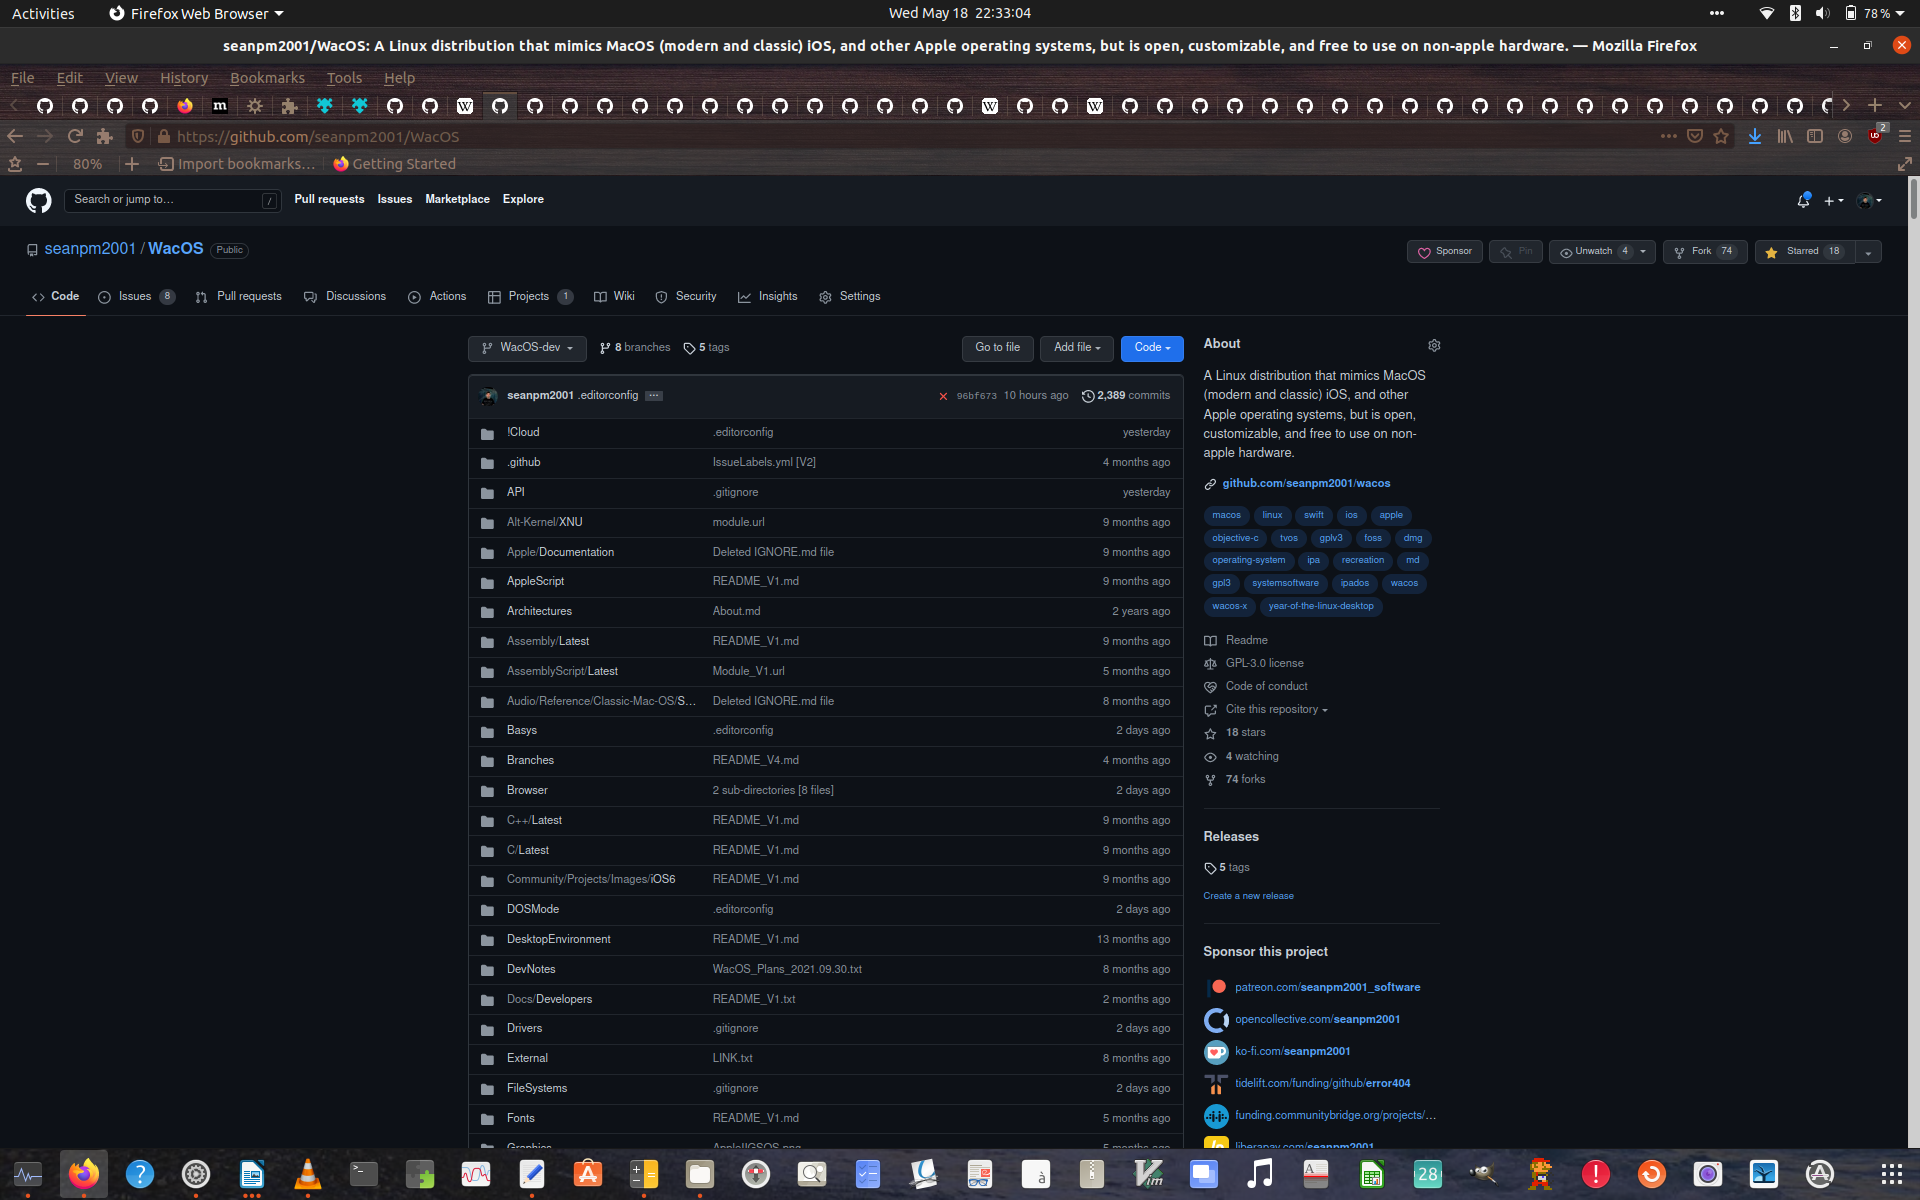 Activities Firefox Web Browser Wed May 18 22:33:04 78 %
seanpm2001/WacOS: A Linux distribution that mimics MacOS (modern and classic) iOS, and other Apple operating systems, but is open, customizable, and free to use on non-apple hardware. — Mozilla Firefox
File Edit View History Bookmarks Tools Help
https://github.com/seanpm2001/WacOS 2
80% Import bookmarks... Getting Started
Search or jump to... / Pull requests Issues Marketplace Explore
seanpm2001 / WacOS Public Sponsor Pin Unwatch 4 Fork 74 Starred 18
Code Issues 8 Pull requests Discussions Actions Projects 1 Wiki Security Insights Settings
WacOS-dev 8 branches 5 tags Go to file Add file Code
seanpm2001 .editorconfig ... 96bf673 10 hours ago 2,389 commits
!Cloud .editorconfig yesterday
.github IssueLabels.yml [V2] 4 months ago
API .gitignore yesterday
Alt-Kernel/XNU module.url 9 months ago
Apple/Documentation Deleted IGNORE.md file 9 months ago
AppleScript README_V1.md 9 months ago
Architectures About.md 2 years ago
Assembly/Latest README_V1.md 9 months ago
AssemblyScript/Latest Module_V1.url 5 months ago
Audio/Reference/Classic-Mac-OS/S... Deleted IGNORE.md file 8 months ago
Basys .editorconfig 2 days ago
Branches README_V4.md 4 months ago
Browser 2 sub-directories [8 files] 2 days ago
C++/Latest README_V1.md 9 months ago
C/Latest README_V1.md 9 months ago
Community/Projects/Images/iOS6 README_V1.md 9 months ago
DOSMode .editorconfig 2 days ago
DesktopEnvironment README_V1.md 13 months ago
DevNotes WacOS_Plans_2021.09.30.txt 8 months ago
Docs/Developers README_V1.txt 2 months ago
Drivers .gitignore 2 days ago
External LINK.txt 8 months ago
FileSystems .gitignore 2 days ago
Fonts README_V1.md 5 months ago
Graphics AppleIIGSOS.png 5 months ago
About
A Linux distribution that mimics MacOS
(modern and classic) iOS, and other
Apple operating systems, but is open,
customizable, and free to use on non-
apple hardware.
github.com/seanpm2001/wacos
macos linux swift ios apple
objective-c tvos gplv3 foss dmg
operating-system ipa recreation md
gpl3 systemsoftware ipados wacos
wacos-x year-of-the-linux-desktop
Readme
GPL-3.0 license
Code of conduct
Cite this repository
18 stars
4 watching
74 forks
Releases
5 tags
Create a new release
Sponsor this project
patreon.com/seanpm2001_software
opencollective.com/seanpm2001
ko-fi.com/seanpm2001
tidelift.com/funding/github/error404
funding.communitybridge.org/projects/...
liberapay.com/seanpm2001
28